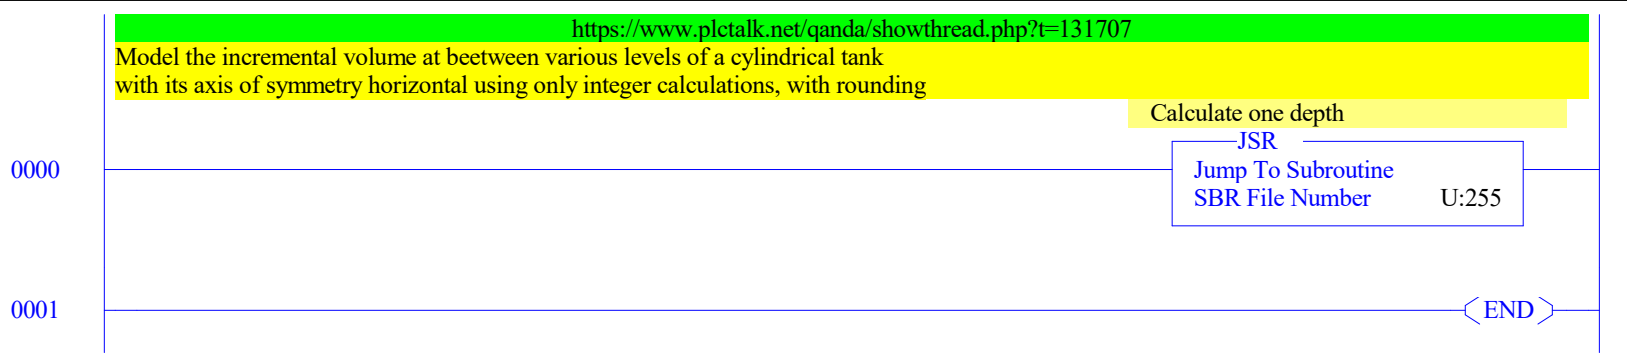 https://www.plctalk.net/qanda/showthread.php?t=131707
Model the incremental volume at beetween various levels of a cylindrical tank
with its axis of symmetry horizontal using only integer calculations, with rounding
Calculate one depth
JSR
0000
Jump To Subroutine
SBR File Number U:255
0001
END